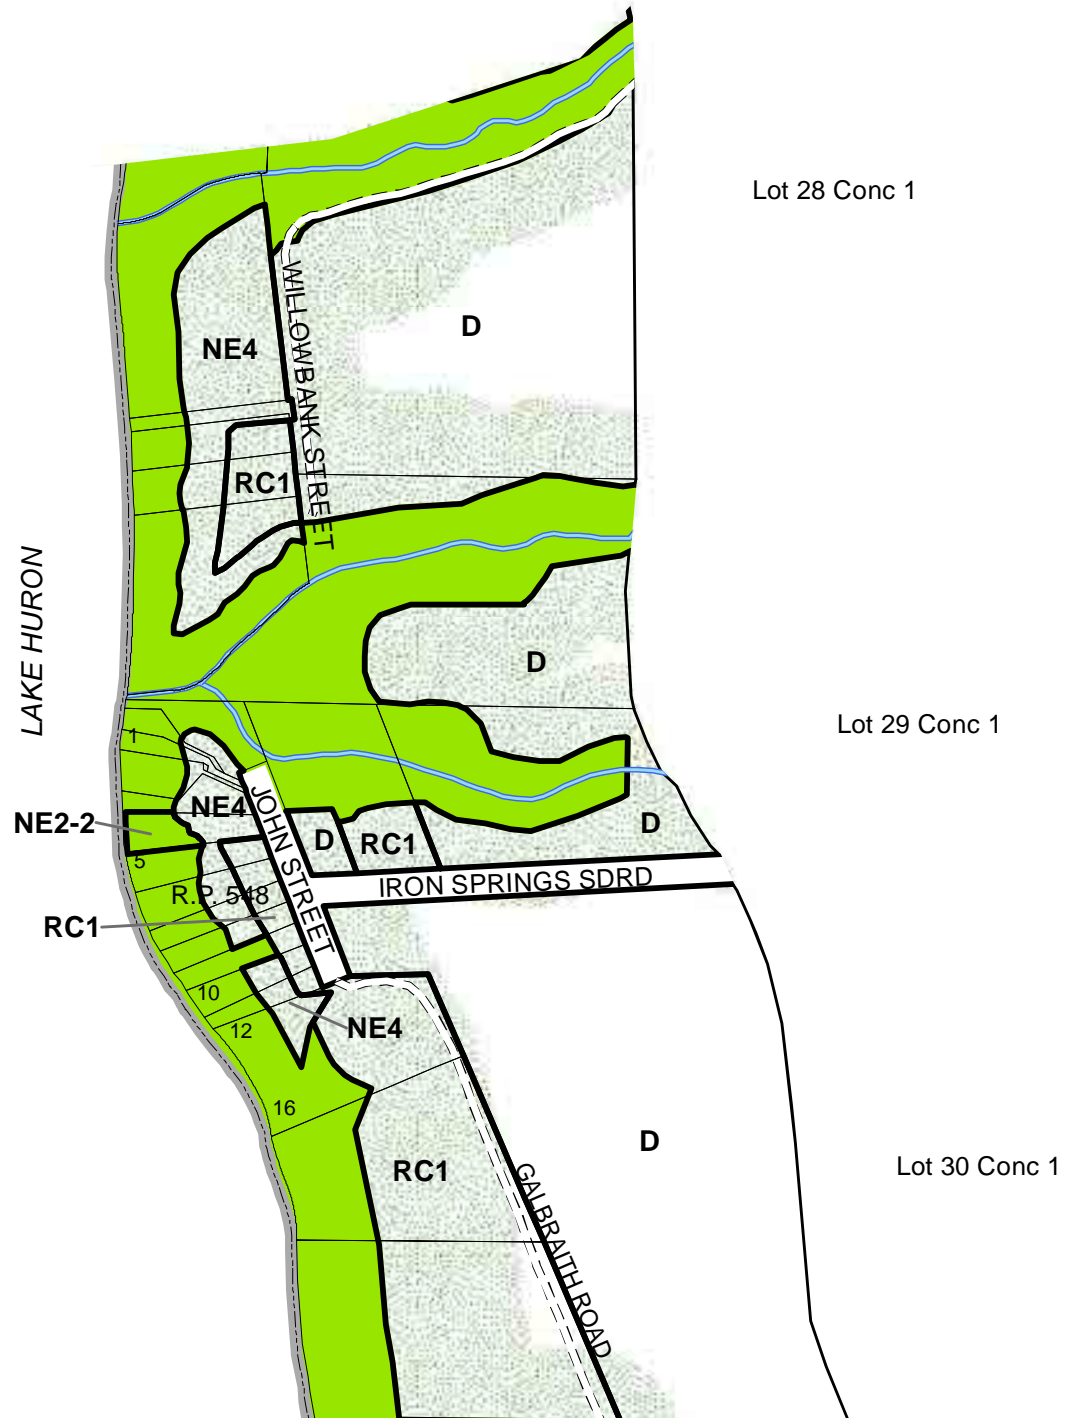 Lot 28 Conc 1
WILLOWBANK STREET
D
NE4
RC1
LAKE HURON
D
Lot 29 Conc 1
1
NE4
JOHN STREET
NE2-2
D
RC1
D
5
IRON SPRINGS SDRD
R.P. 548
RC1
10
12
NE4
16
D
RC1
Lot 30 Conc 1
GALBRAITH ROAD